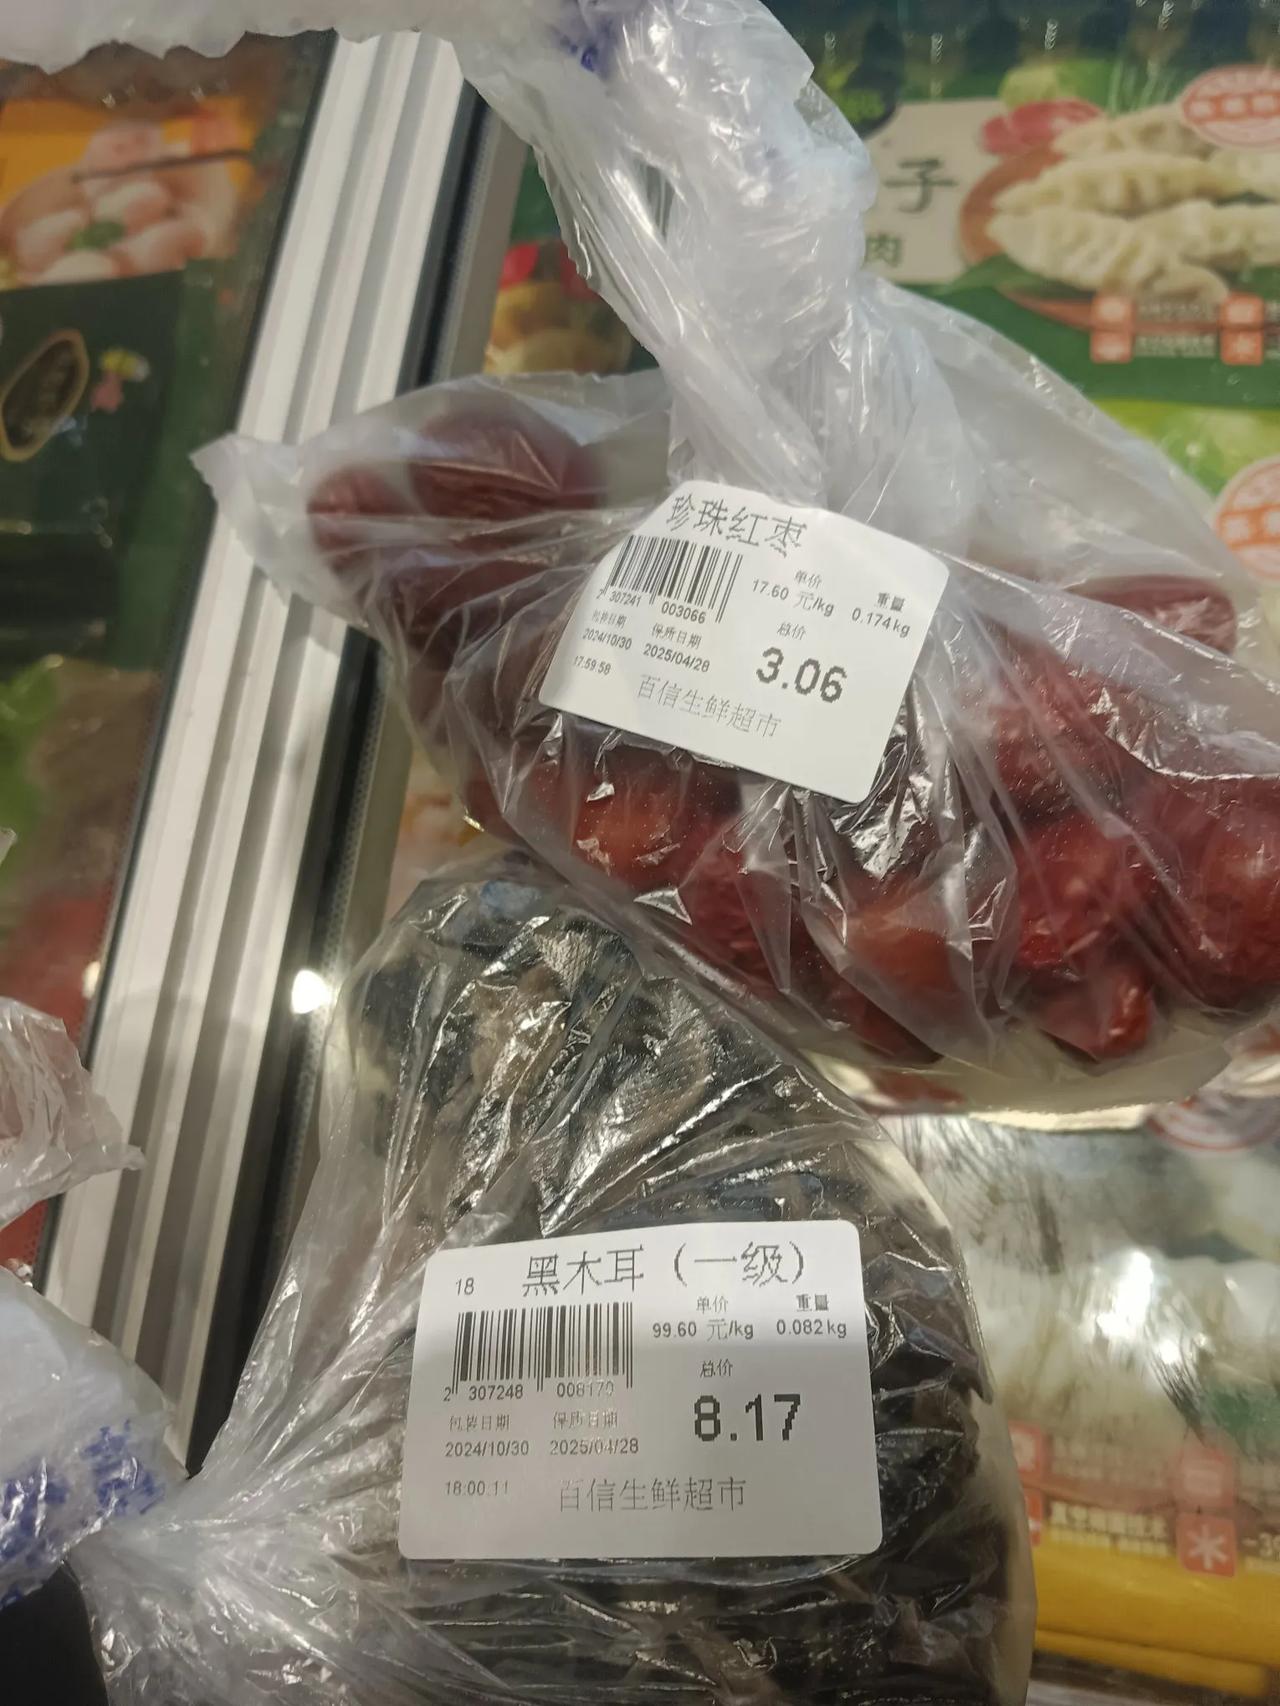 子
肉
珍珠红枣
单价 重量
17.60 元/kg 0.174kg
2 307241 003066
包装日期 保质日期 总价
2024/10/30 2025/04/28 3.06
17:59:58
百信生鲜超市
18 黑木耳（一级）
单价 重量
99.60 元/kg 0.082kg
2 307248 008170
总价
包装日期 保质日期 8.17
2024/10/30 2025/04/28
18:00:11 百信生鲜超市